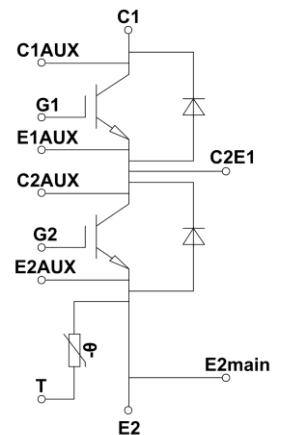 C1
C1AUX
G1
E1AUX
C2E1
C2AUX
G2
E2AUX
-θ
E2main
T
E2